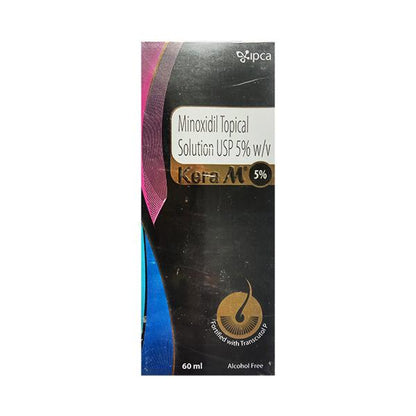 ipca
Minoxidil Topical
Solution USP 5% w/v
Kera M® 5%
Fortified with Transcutol P
60 ml
Alcohol Free